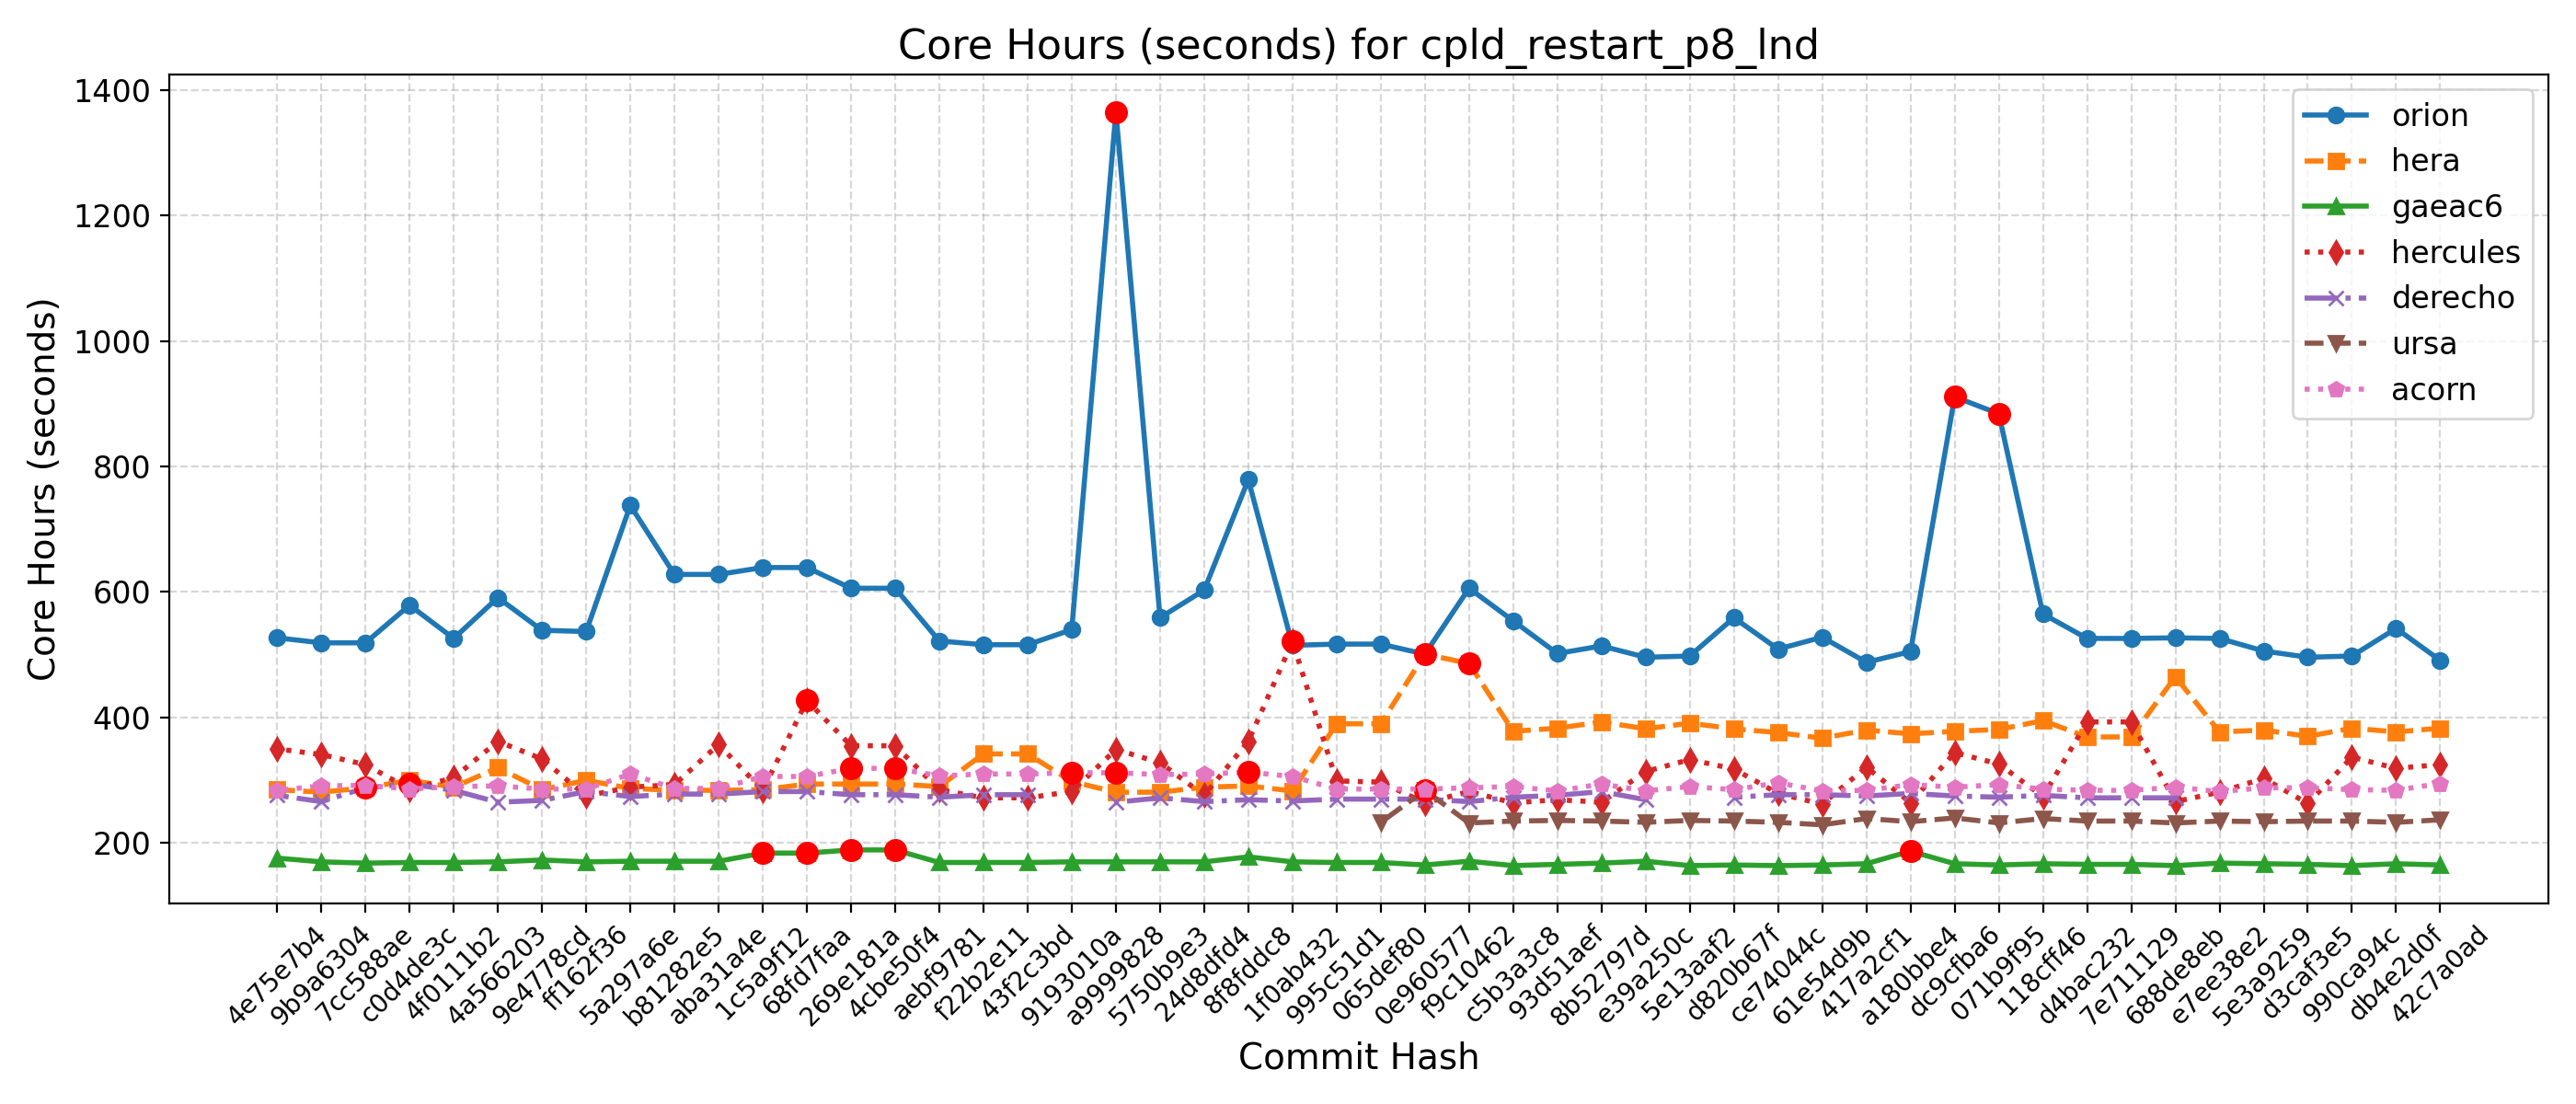 Core Hours (seconds) for cpld_restart_p8_lnd
Core Hours (seconds)
1400
1200
1000
800
600
400
200
orion
hera
gaeac6
hercules
derecho
ursa
acorn
4e75e7b4
9b9a6304
7cc588ae
c0d4de3c
4f0111b2
4a566203
9e4778cd
ff162f36
5a297a6e
b81282e5
aba31a4e
1c5a9f12
68fd7faa
269e181a
4cbe50f4
aebf9781
f22b2e11
43f2c3bd
9193010a
a9999828
5750b9e3
24d8dfd4
8f8fddc8
1f0ab432
995c51d1
065def80
0e960577
f9c10462
c5b3a3c8
93d51aef
8b52797d
e39a250c
5e13aaf2
d820b67f
ce74044c
61e54d9b
417a2cf1
a180bbe4
dc9cfba6
071b9f95
118cff46
d4bac232
7e711129
688de8eb
e7ee38e2
5e3a9259
d3caf3e5
990ca94c
db4e2d0f
42c7a0ad
Commit Hash